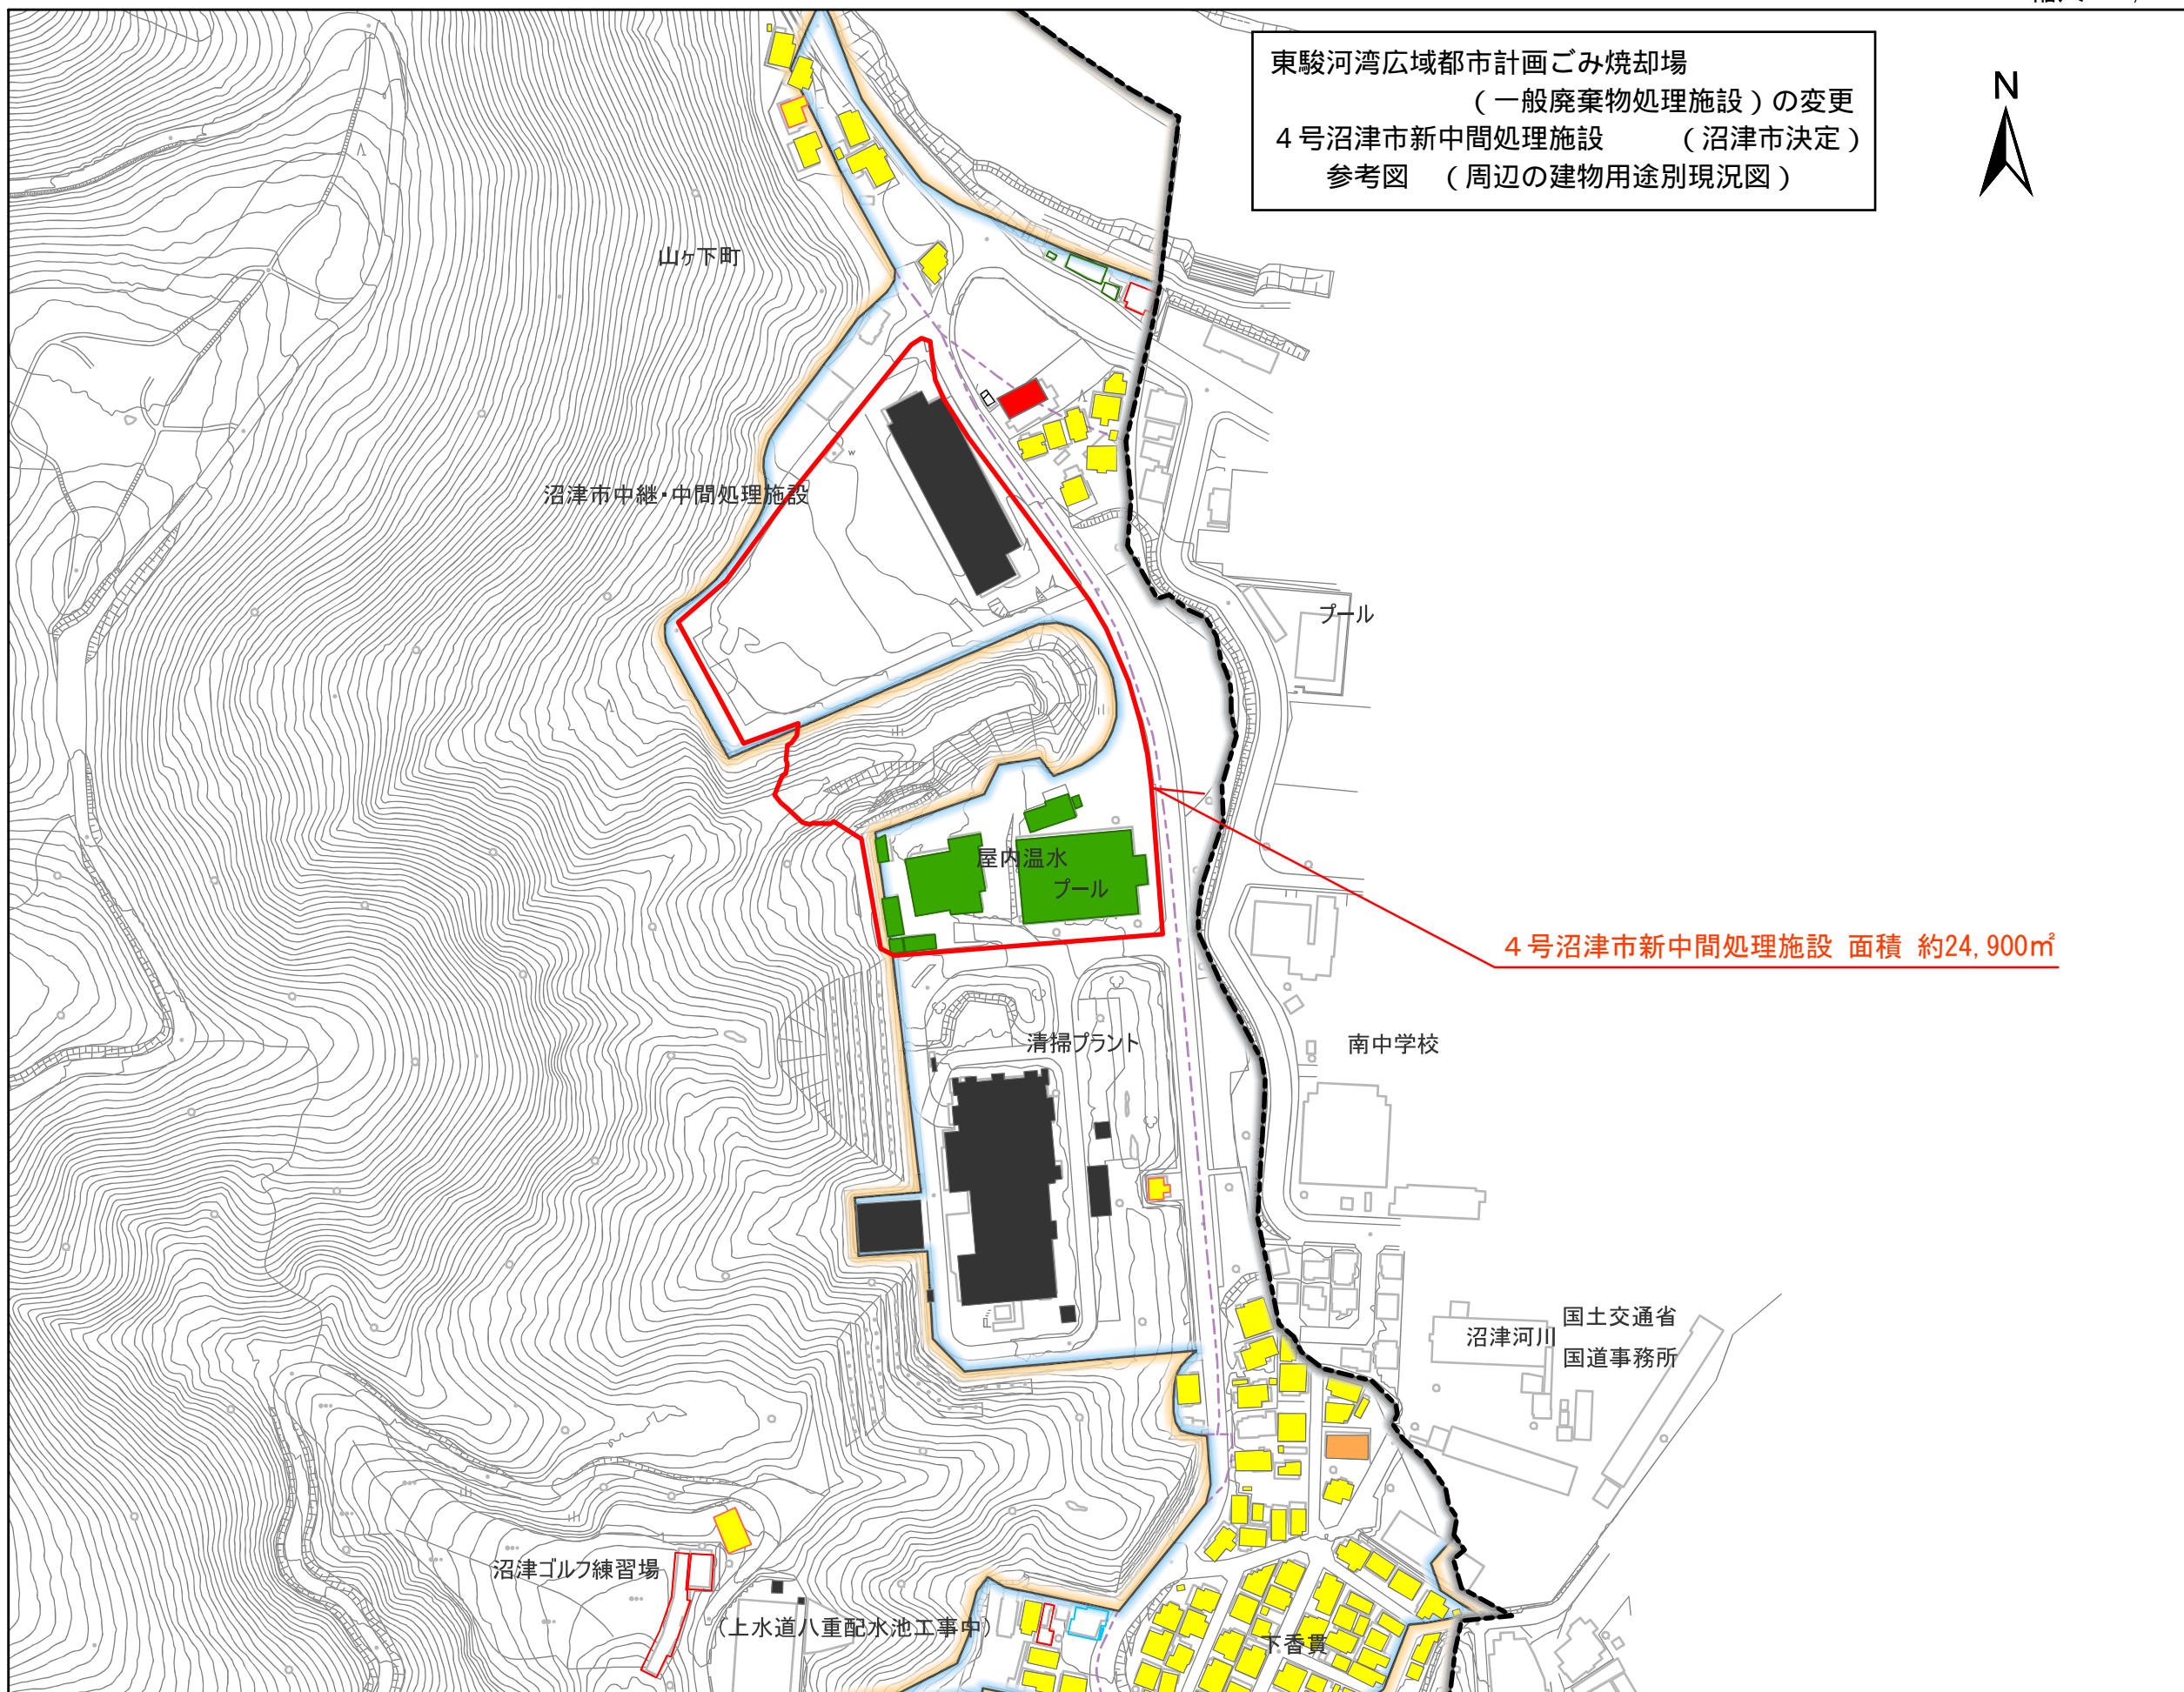 東駿河湾広域都市計画ごみ焼却場
（一般廃棄物処理施設）の変更
４号沼津市新中間処理施設　　（沼津市決定）
参考図　（周辺の建物用途別現況図）
N
山ヶ下町
沼津市中継・中間処理施設
プール
屋内温水
プール
４号沼津市新中間処理施設 面積 約24,900㎡
清掃プラント
南中学校
国土交通省
沼津河川
国道事務所
沼津ゴルフ練習場
（上水道八重配水池工事中）
下香貫